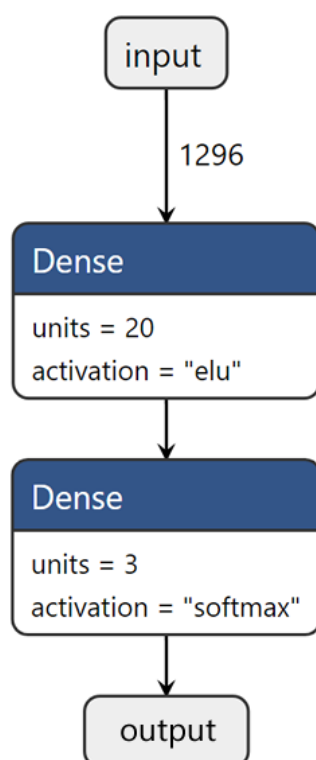 input
1296
Dense
units = 20
activation = "elu"
Dense
units = 3
activation = "softmax"
output